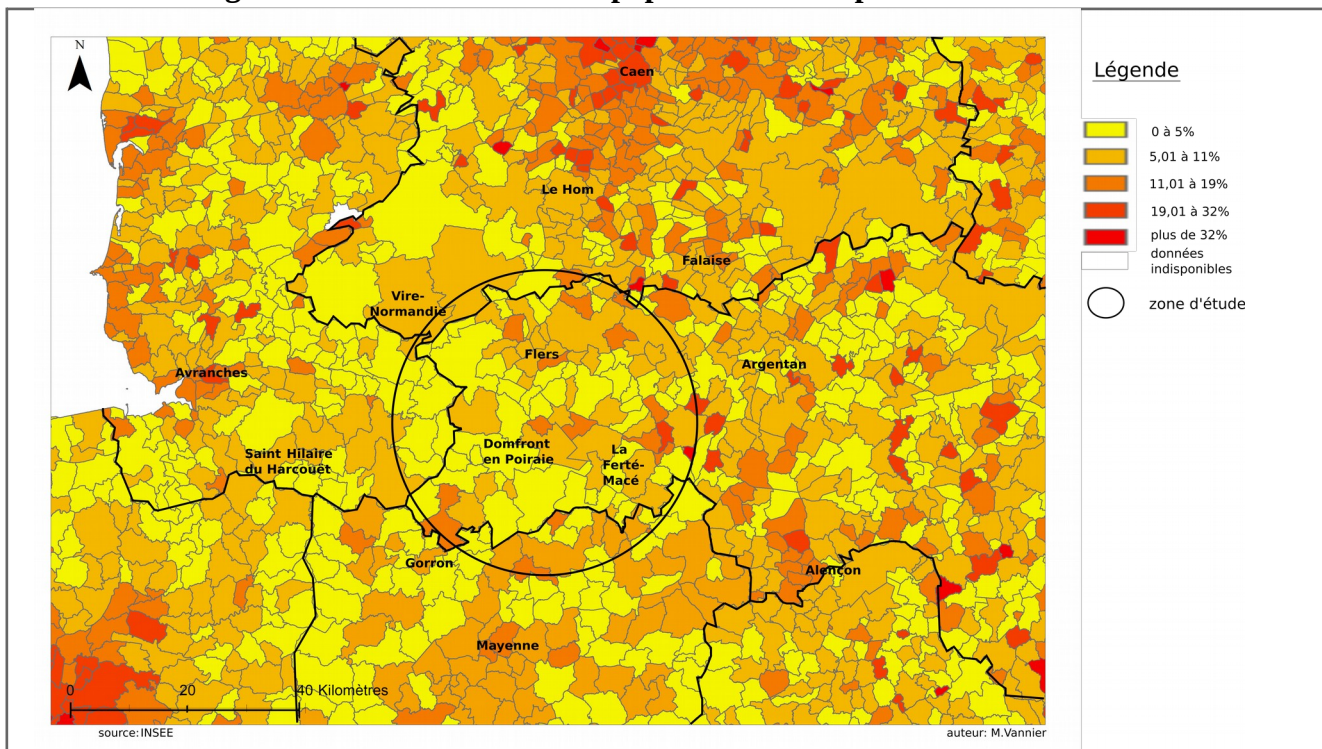 N
Caen
Le Hom
Falaise
Vire-
Normandie
Flers
Argentan
Avranches
Domfront
en Poiraie
La
Ferté-
Macé
Saint Hilaire
du Harcouët
Gorron
Alençon
Mayenne
0 20 40 Kilomètres
source:INSEE
auteur: M.Vannier
Légende
0 à 5%
5,01 à 11%
11,01 à 19%
19,01 à 32%
plus de 32%
données
indisponibles
zone d'étude